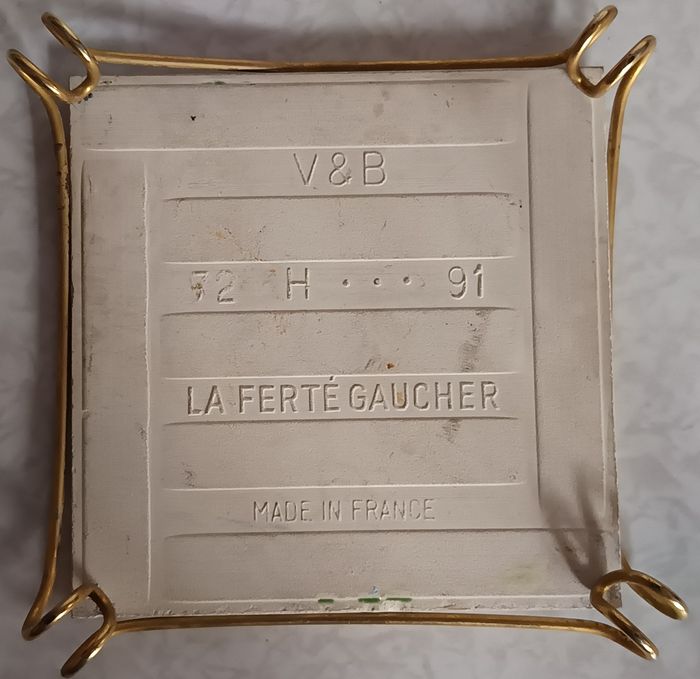 V & B
72 H ... 91
LA FERTÉ GAUCHER
MADE IN FRANCE